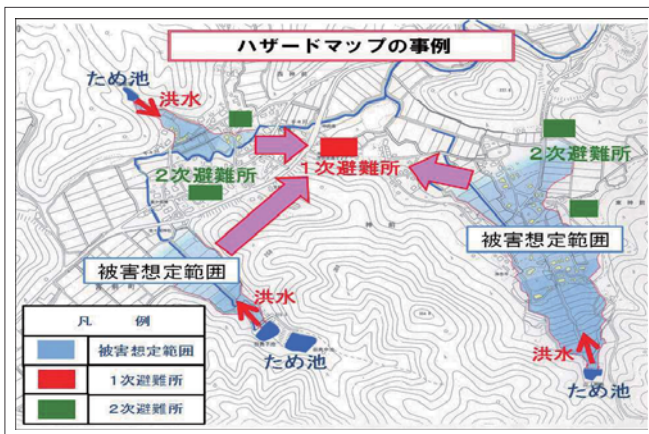 ハザードマップの事例
ため池
洪水
2次避難所
1次避難所
2次避難所
被害想定範囲
被害想定範囲
洪水
ため池
洪水
ため池
凡 例
被害想定範囲
1次避難所
2次避難所